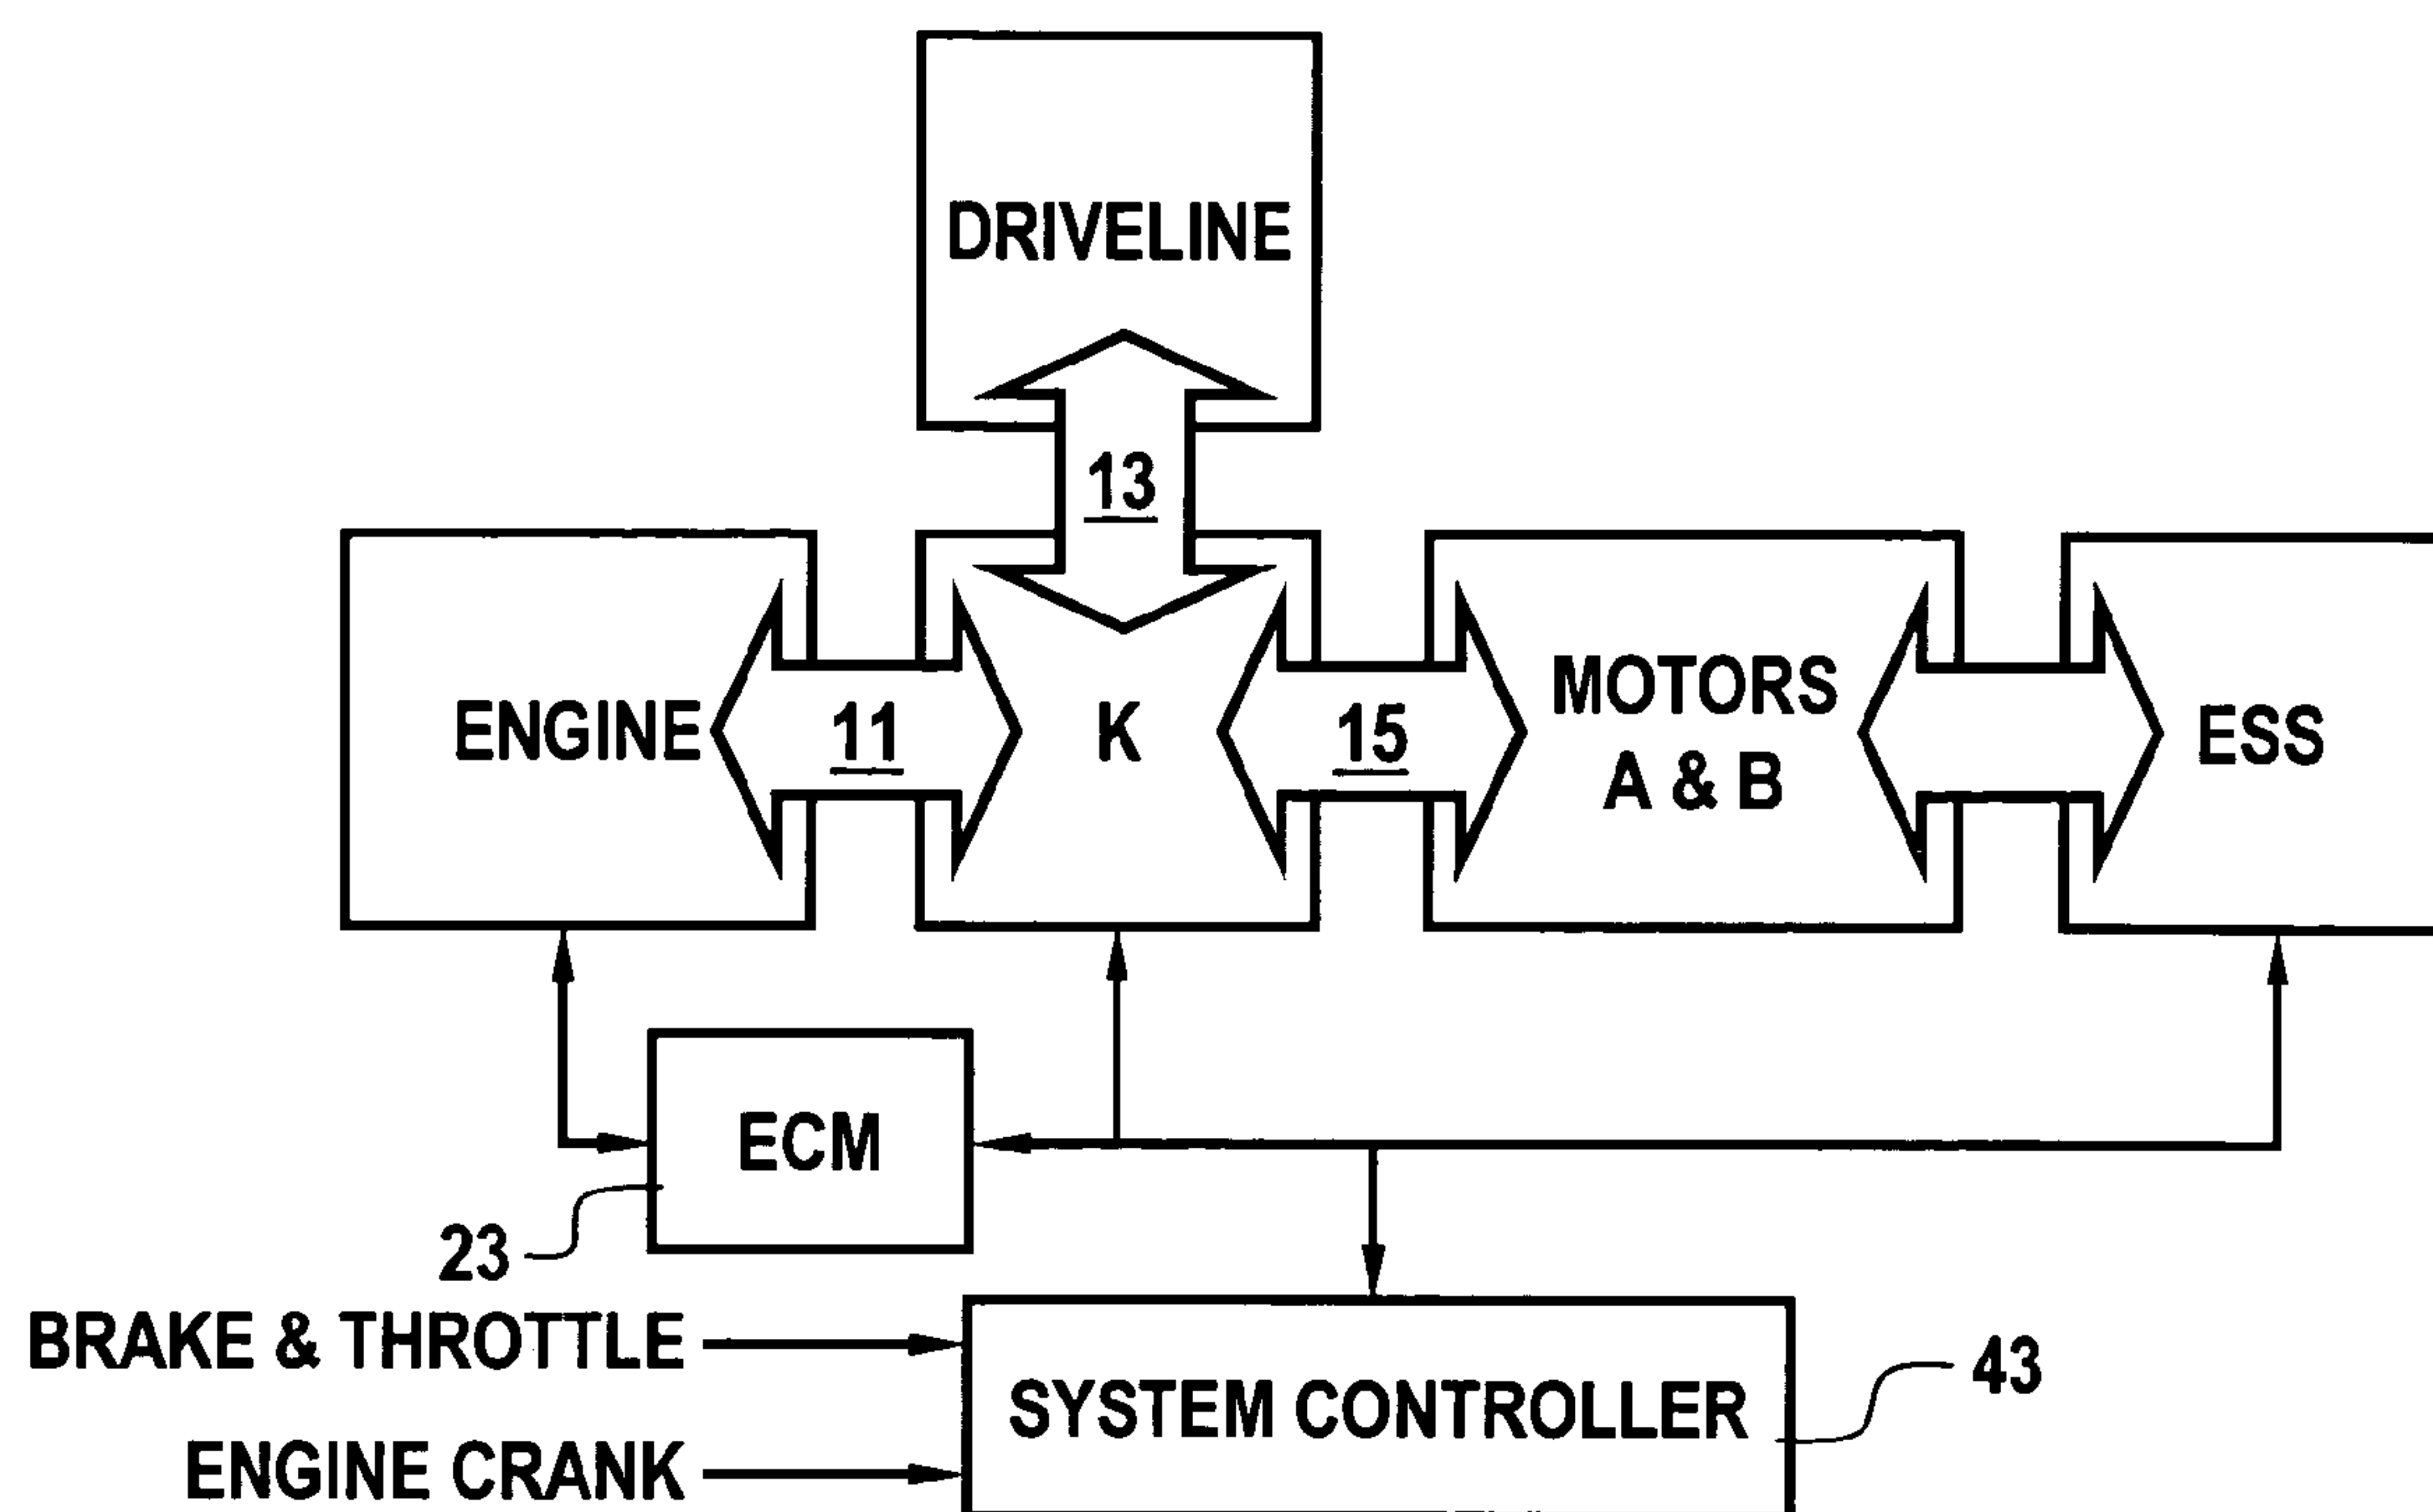 DRIVELINE
13
ENGINE
11
K
15
MOTORS
A & B
ESS
ECM
23
BRAKE & THROTTLE
ENGINE CRANK
SYSTEM CONTROLLER
43